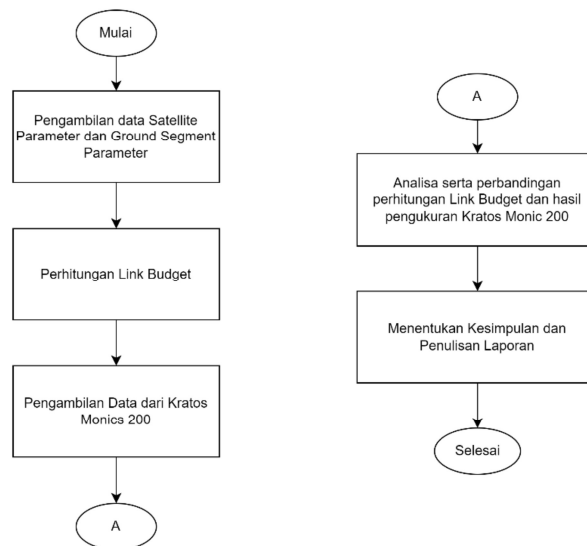 Mulai
Pengambilan data Satellite
Parameter dan Ground Segment
Parameter
Perhitungan Link Budget
Pengambilan Data dari Kratos
Monics 200
A
A
Analisa serta perbandingan
perhitungan Link Budget dan hasil
pengukuran Kratos Monic 200
Menentukan Kesimpulan dan
Penulisan Laporan
Selesai